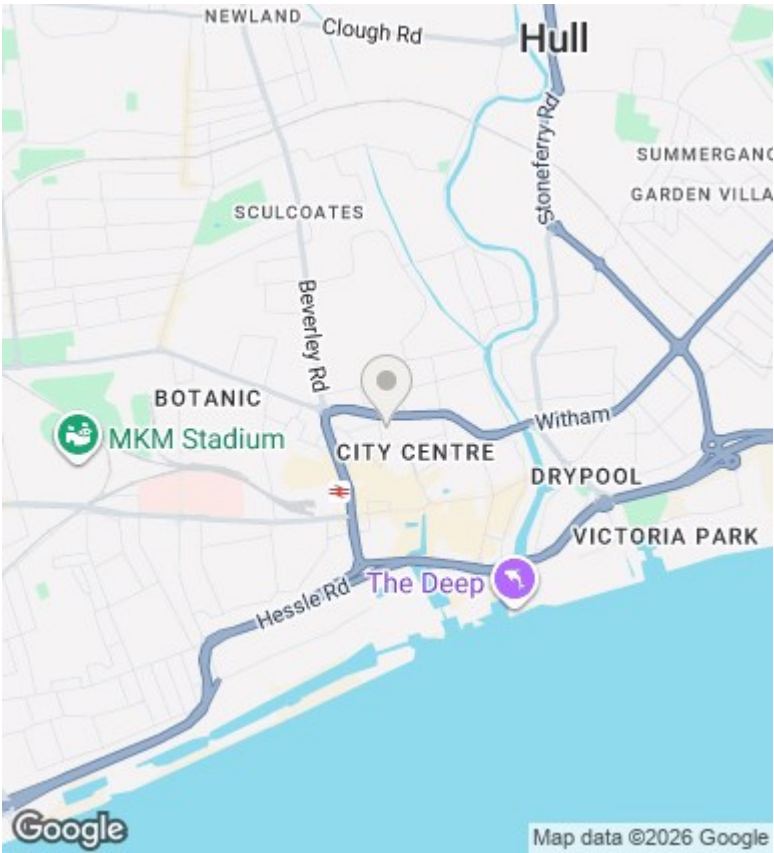 NEWLAND
Clough Rd
Hull
Stoneferry Rd
SUMMERGANG
GARDEN VILLA
SCULCOATES
Beverley Rd
BOTANIC
MKM Stadium
CITY CENTRE
Witham
DRYPOOL
VICTORIA PARK
The Deep
Hessle Rd
Google
Map data ©2026 Google